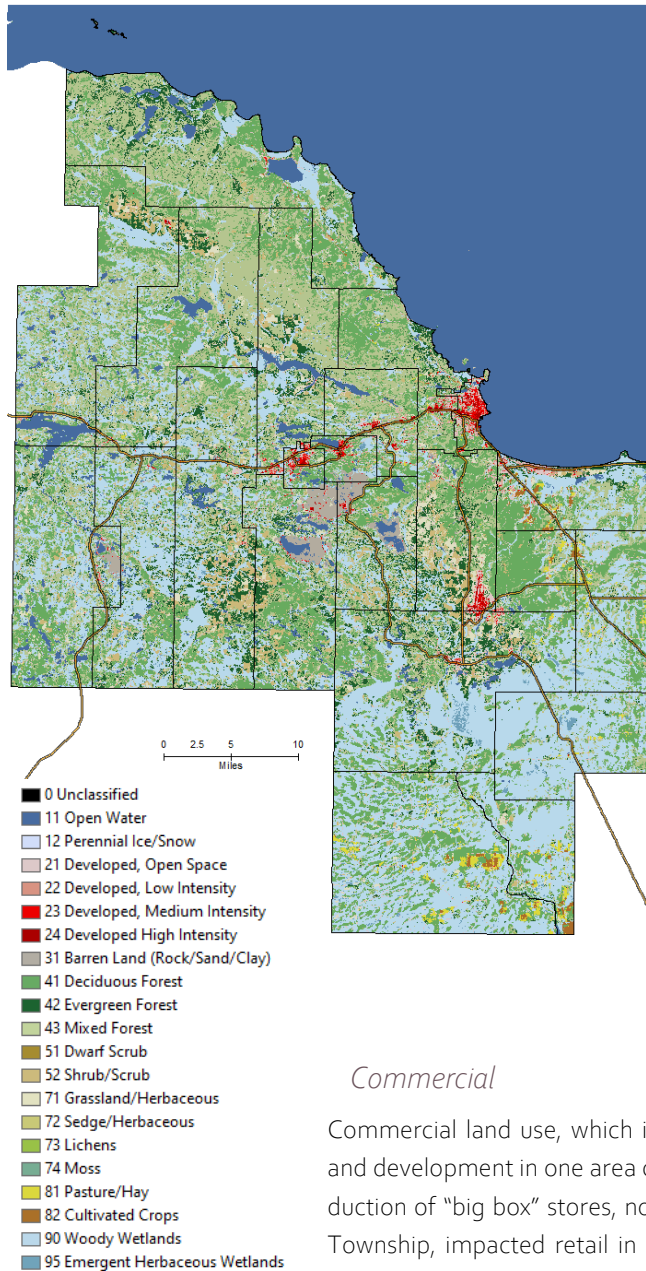 0 2.5 5 10
Miles
0 Unclassified
11 Open Water
12 Perennial Ice/Snow
21 Developed, Open Space
22 Developed, Low Intensity
23 Developed, Medium Intensity
24 Developed High Intensity
31 Barren Land (Rock/Sand/Clay)
41 Deciduous Forest
42 Evergreen Forest
43 Mixed Forest
51 Dwarf Scrub
52 Shrub/Scrub
71 Grassland/Herbaceous
72 Sedge/Herbaceous
73 Lichens
74 Moss
81 Pasture/Hay
82 Cultivated Crops
90 Woody Wetlands
95 Emergent Herbaceous Wetlands
Commercial
Commercial land use, which i
and development in one area
duction of “big box” stores, no
Township, impacted retail in